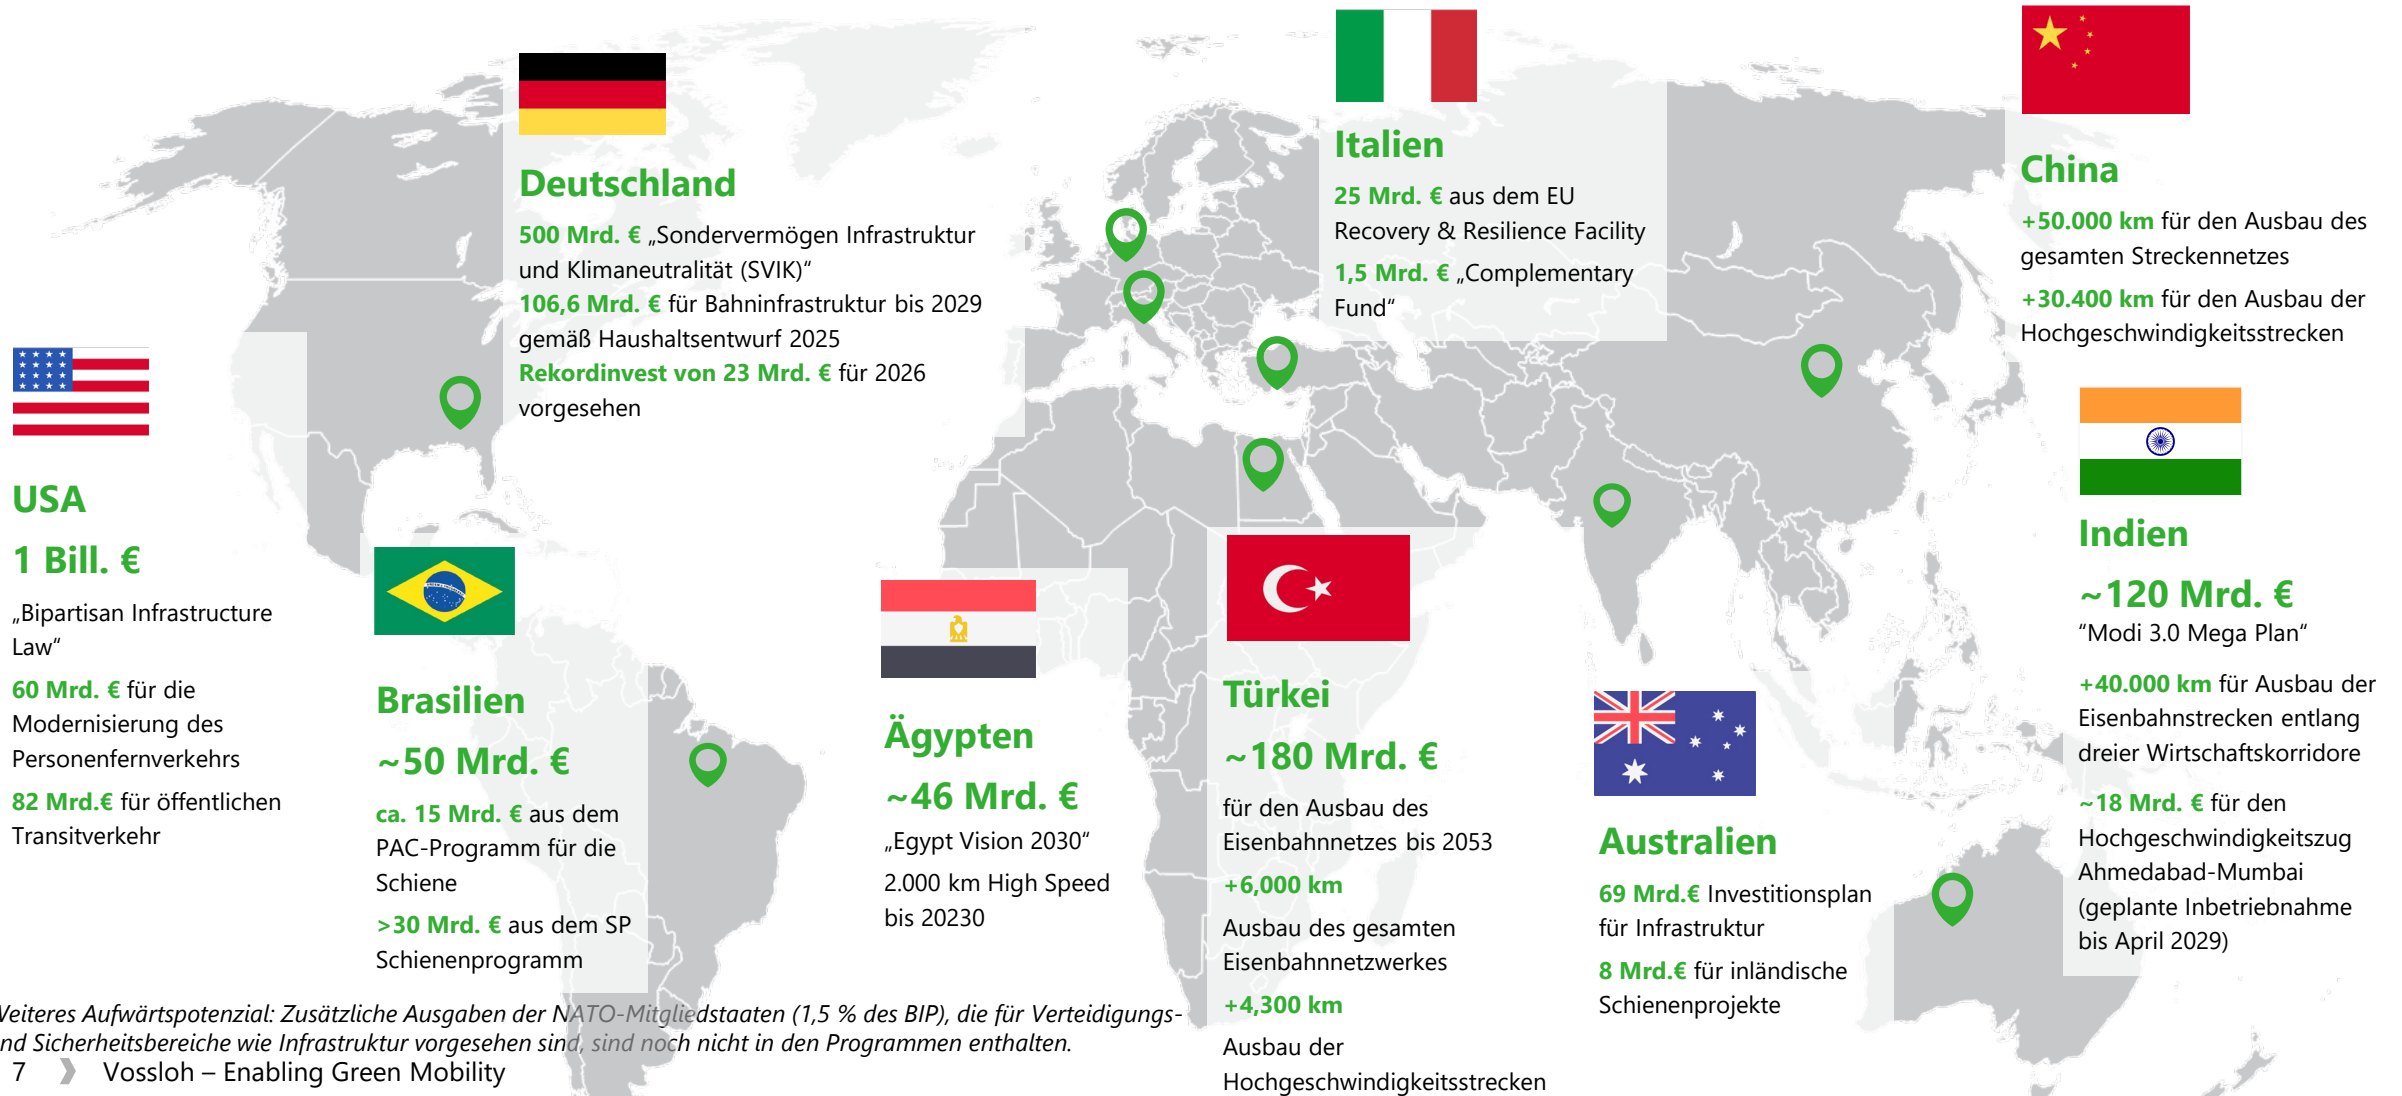 Deutschland
500 Mrd. € „Sondervermögen Infrastruktur
und Klimaneutralität (SVIK)“
106,6 Mrd. € für Bahninfrastruktur bis 2029
gemäß Haushaltsentwurf 2025
Rekordinvest von 23 Mrd. € für 2026
vorgesehen
Italien
25 Mrd. € aus dem EU
Recovery & Resilience Facility
1,5 Mrd. € „Complementary
Fund“
China
+50.000 km für den Ausbau des
gesamten Streckennetzes
+30.400 km für den Ausbau der
Hochgeschwindigkeitsstrecken
USA
1 Bill. €
„Bipartisan Infrastructure
Law“
60 Mrd. € für die
Modernisierung des
Personenfernverkehrs
82 Mrd.€ für öffentlichen
Transitverkehr
Brasilien
~50 Mrd. €
ca. 15 Mrd. € aus dem
PAC-Programm für die
Schiene
>30 Mrd. € aus dem SP
Schienenprogramm
Ägypten
~46 Mrd. €
„Egypt Vision 2030“
2.000 km High Speed
bis 20230
Türkei
~180 Mrd. €
für den Ausbau des
Eisenbahnnetzes bis 2053
+6,000 km
Ausbau des gesamten
Eisenbahnnetzwerkes
+4,300 km
Ausbau der
Hochgeschwindigkeitsstrecken
Australien
69 Mrd.€ Investitionsplan
für Infrastruktur
8 Mrd.€ für inländische
Schienenprojekte
Indien
~120 Mrd. €
“Modi 3.0 Mega Plan“
+40.000 km für Ausbau der
Eisenbahnstrecken entlang
dreier Wirtschaftskorridore
~18 Mrd. € für den
Hochgeschwindigkeitszug
Ahmedabad-Mumbai
(geplante Inbetriebnahme
bis April 2029)
Weiteres Aufwärtspotenzial: Zusätzliche Ausgaben der NATO-Mitgliedstaaten (1,5 % des BIP), die für Verteidigungs-
und Sicherheitsbereiche wie Infrastruktur vorgesehen sind, sind noch nicht in den Programmen enthalten.
7 Vossloh – Enabling Green Mobility